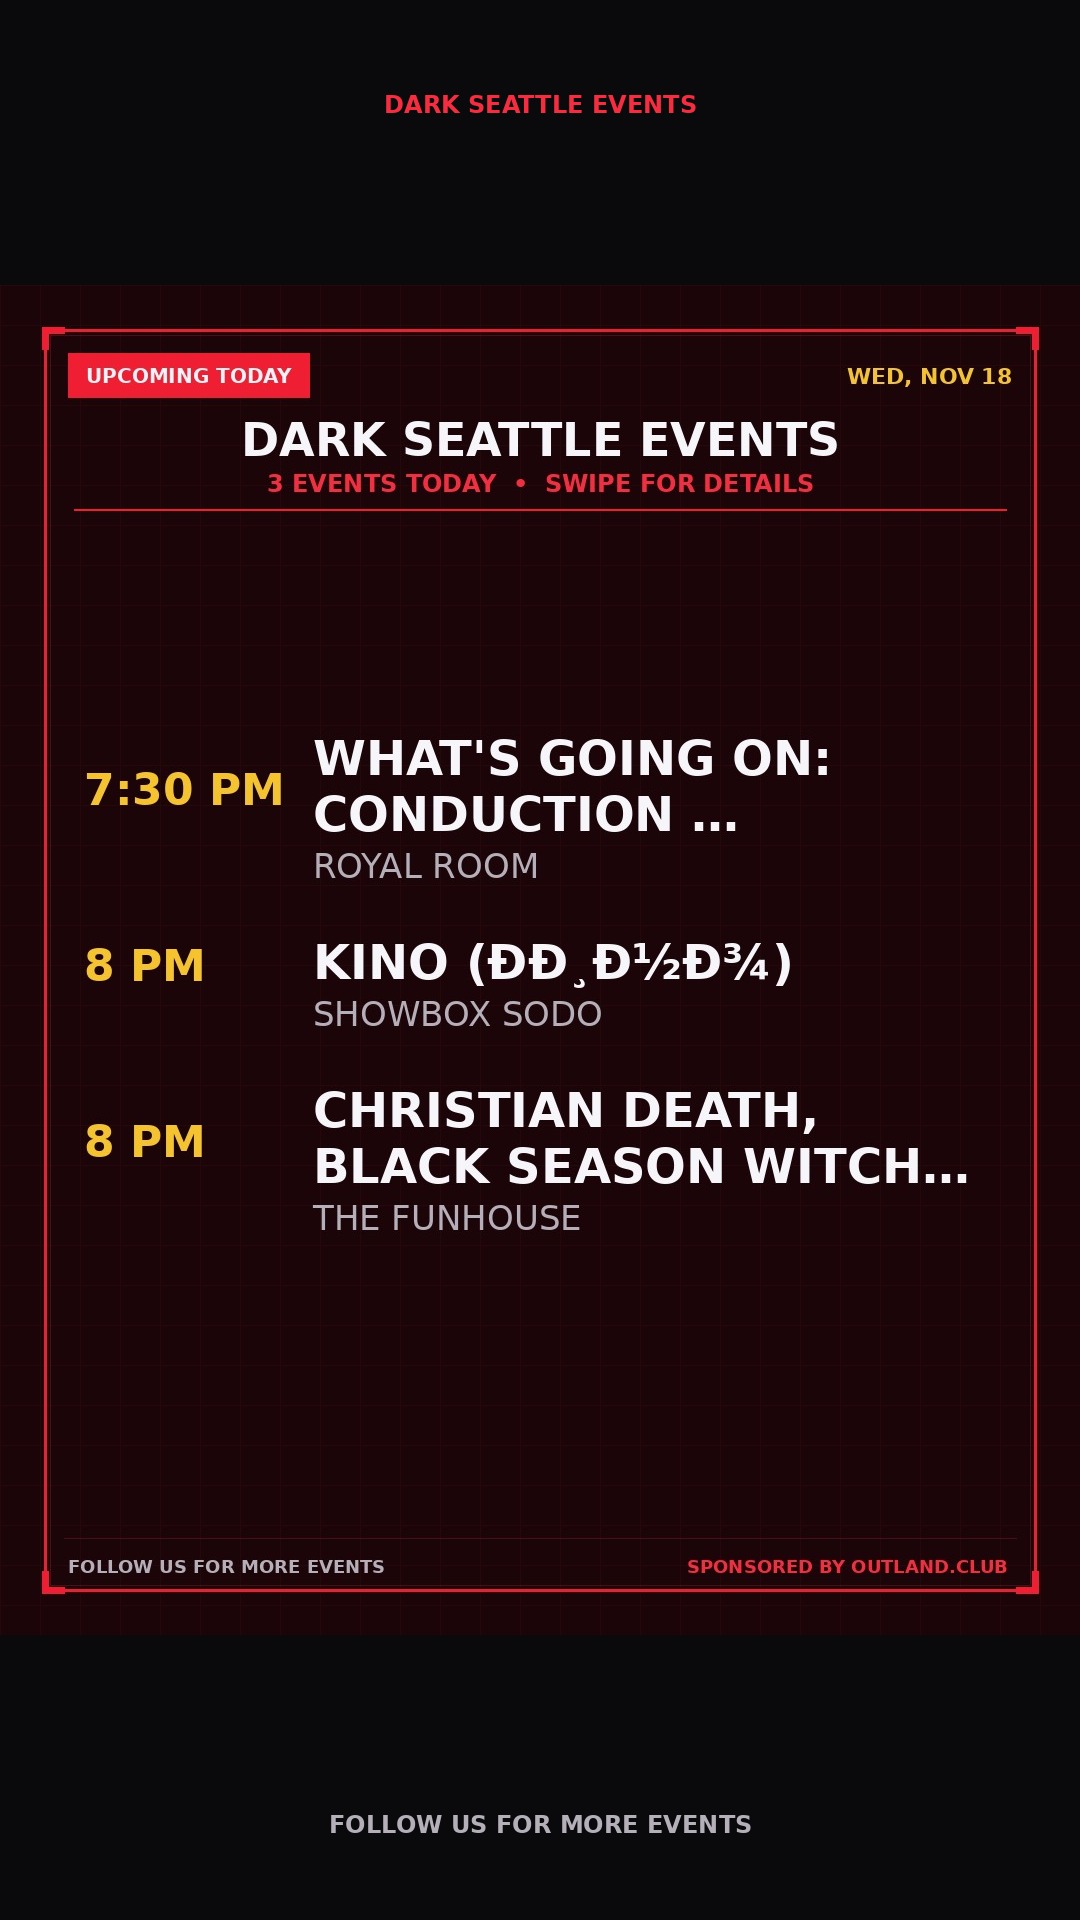 DARK SEATTLE EVENTS
UPCOMING TODAY
WED, NOV 18
DARK SEATTLE EVENTS
3 EVENTS TODAY • SWIPE FOR DETAILS
7:30 PM
WHAT'S GOING ON:
CONDUCTION ...
ROYAL ROOM
8 PM
KINO (ÐÐ¸Ð½Ð¾)
SHOWBOX SODO
8 PM
CHRISTIAN DEATH,
BLACK SEASON WITCH...
THE FUNHOUSE
FOLLOW US FOR MORE EVENTS
SPONSORED BY OUTLAND.CLUB
FOLLOW US FOR MORE EVENTS